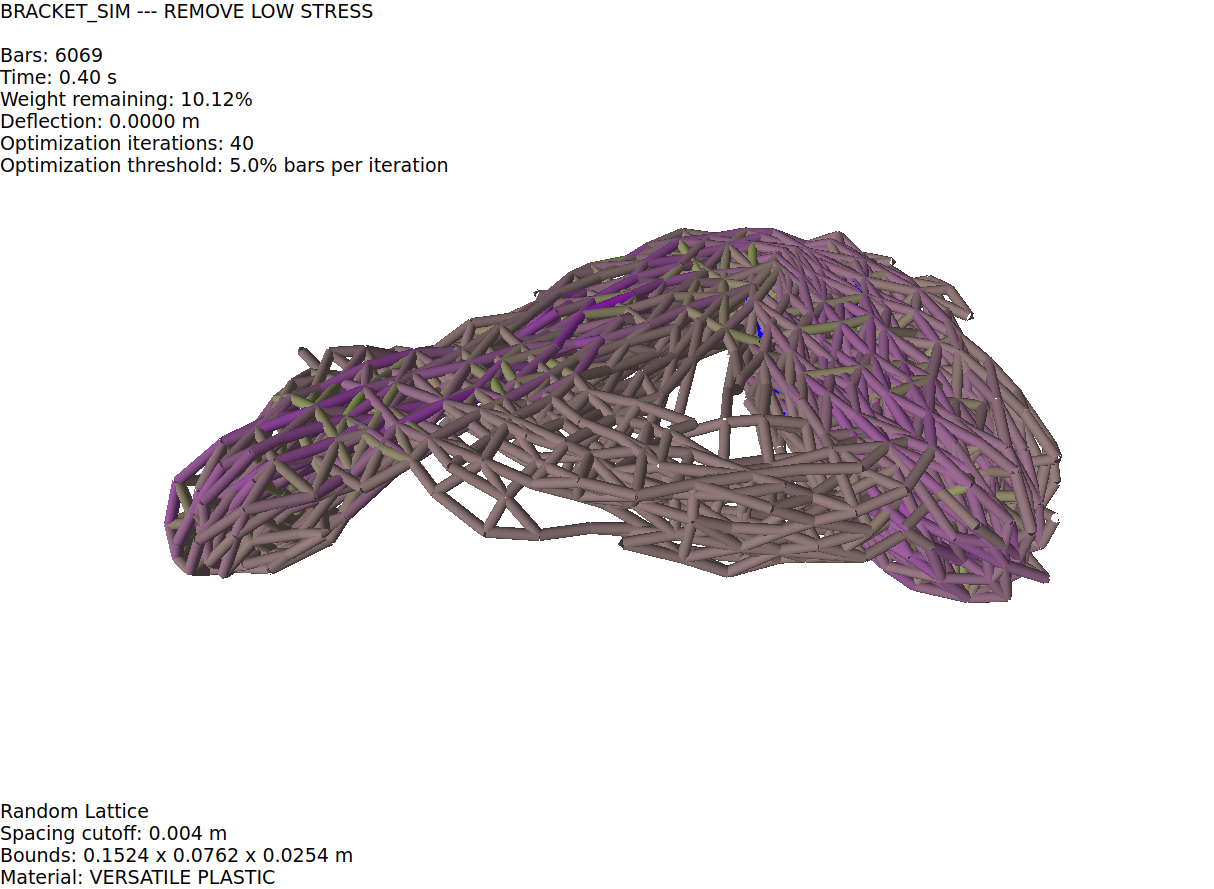 BRACKET_SIM --- REMOVE LOW STRESS
Bars: 6069
Time: 0.40 s
Weight remaining: 10.12%
Deflection: 0.0000 m
Optimization iterations: 40
Optimization threshold: 5.0% bars per iteration
Random Lattice
Spacing cutoff: 0.004 m
Bounds: 0.1524 x 0.0762 x 0.0254 m
Material: VERSATILE PLASTIC